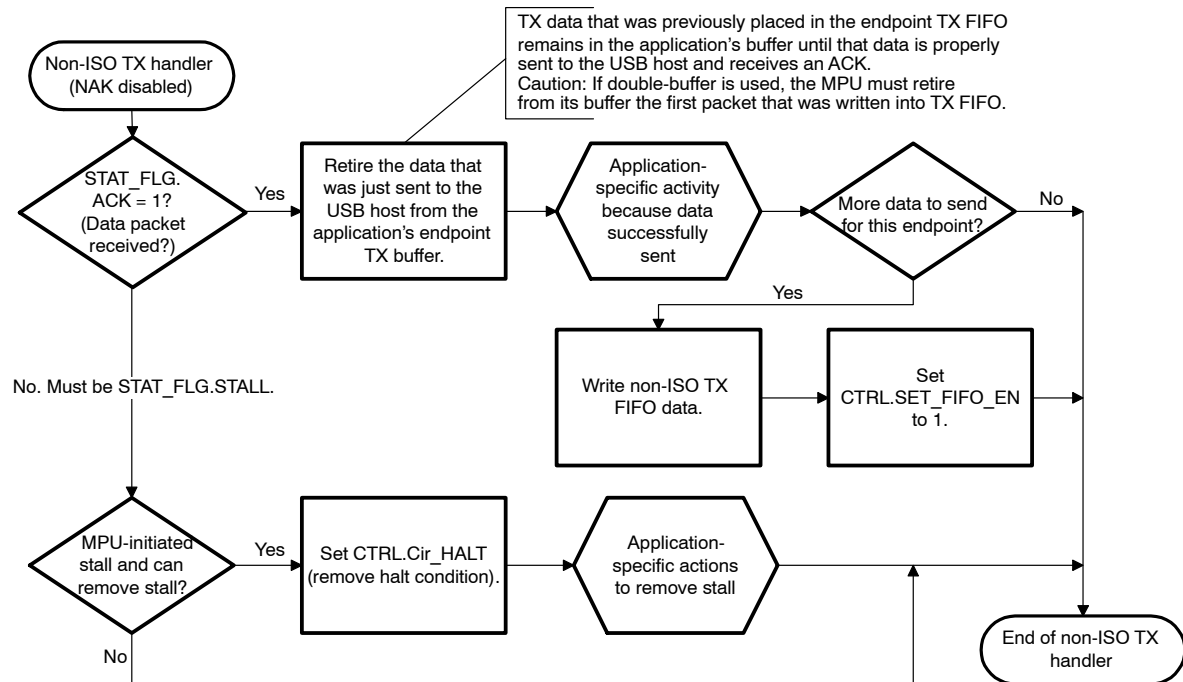 TX data that was previously placed in the endpoint TX FIFO
remains in the application’s buffer until that data is properly
sent to the USB host and receives an ACK.
Caution: If double-buffer is used, the MPU must retire
from its buffer the first packet that was written into TX FIFO.
Non-ISO TX handler
(NAK disabled)
STAT_FLG.
ACK = 1?
(Data packet
received?)
Yes
Retire the data that
was just sent to the
USB host from the
application’s endpoint
TX buffer.
Application-
specific activity
because data
successfully
sent
More data to send
for this endpoint?
No
Yes
Write non-ISO TX
FIFO data.
Set
CTRL.SET_FIFO_EN
to 1.
No. Must be STAT_FLG.STALL.
MPU-initiated
stall and can
remove stall?
Yes
Set CTRL.Cir_HALT
(remove halt condition).
Application-
specific actions
to remove stall
No
End of non-ISO TX
handler